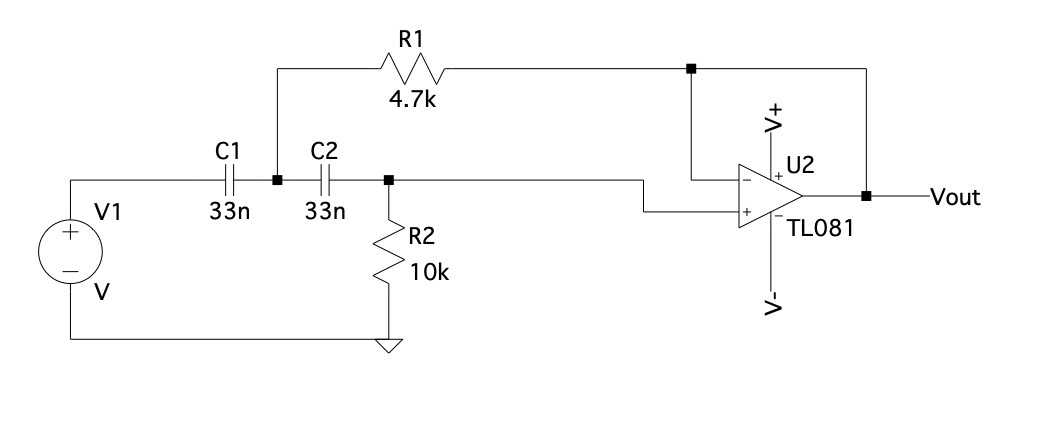 R1
4.7k
V+
C1
C2
U2
+
−
33n
33n
V1
+
−
V
R2
10k
+
−
TL081
Vout
V-